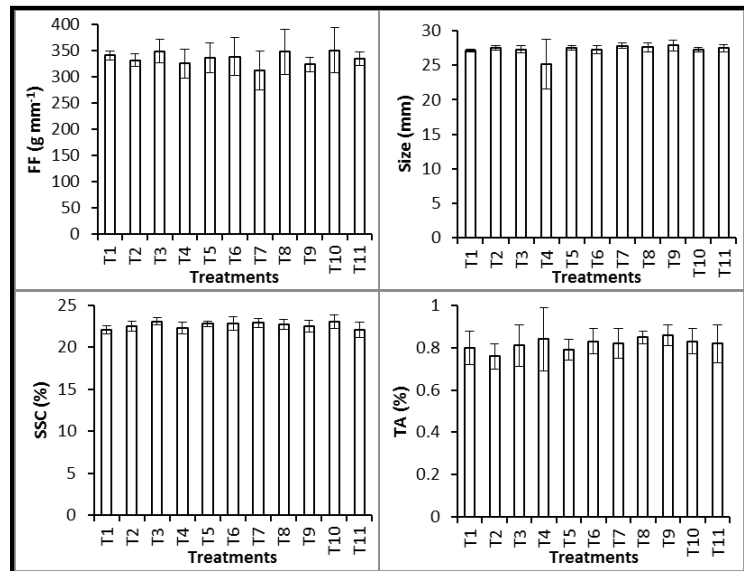 400
350
300
250
200
150
100
50
0
FF (g mm-1)
T1 T2 T3 T4 T5 T6 T7 T8 T9 T10 T11
Treatments
30
25
20
15
10
5
0
Size (mm)
T1 T2 T3 T4 T5 T6 T7 T8 T9 T10 T11
Treatments
25
20
15
10
5
0
SSC (%)
T1 T2 T3 T4 T5 T6 T7 T8 T9 T10 T11
Treatments
1
0.8
0.6
0.4
0.2
0
TA (%)
T1 T2 T3 T4 T5 T6 T7 T8 T9 T10 T11
Treatments